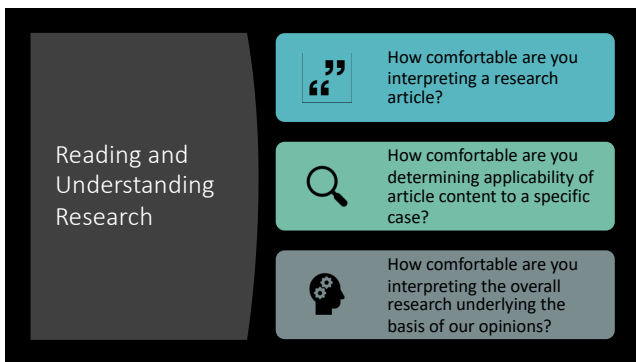 Reading and
Understanding
Research
How comfortable are you
interpreting a research
article?
How comfortable are you
determining applicability of
article content to a specific
case?
How comfortable are you
interpreting the overall
research underlying the
basis of our opinions?